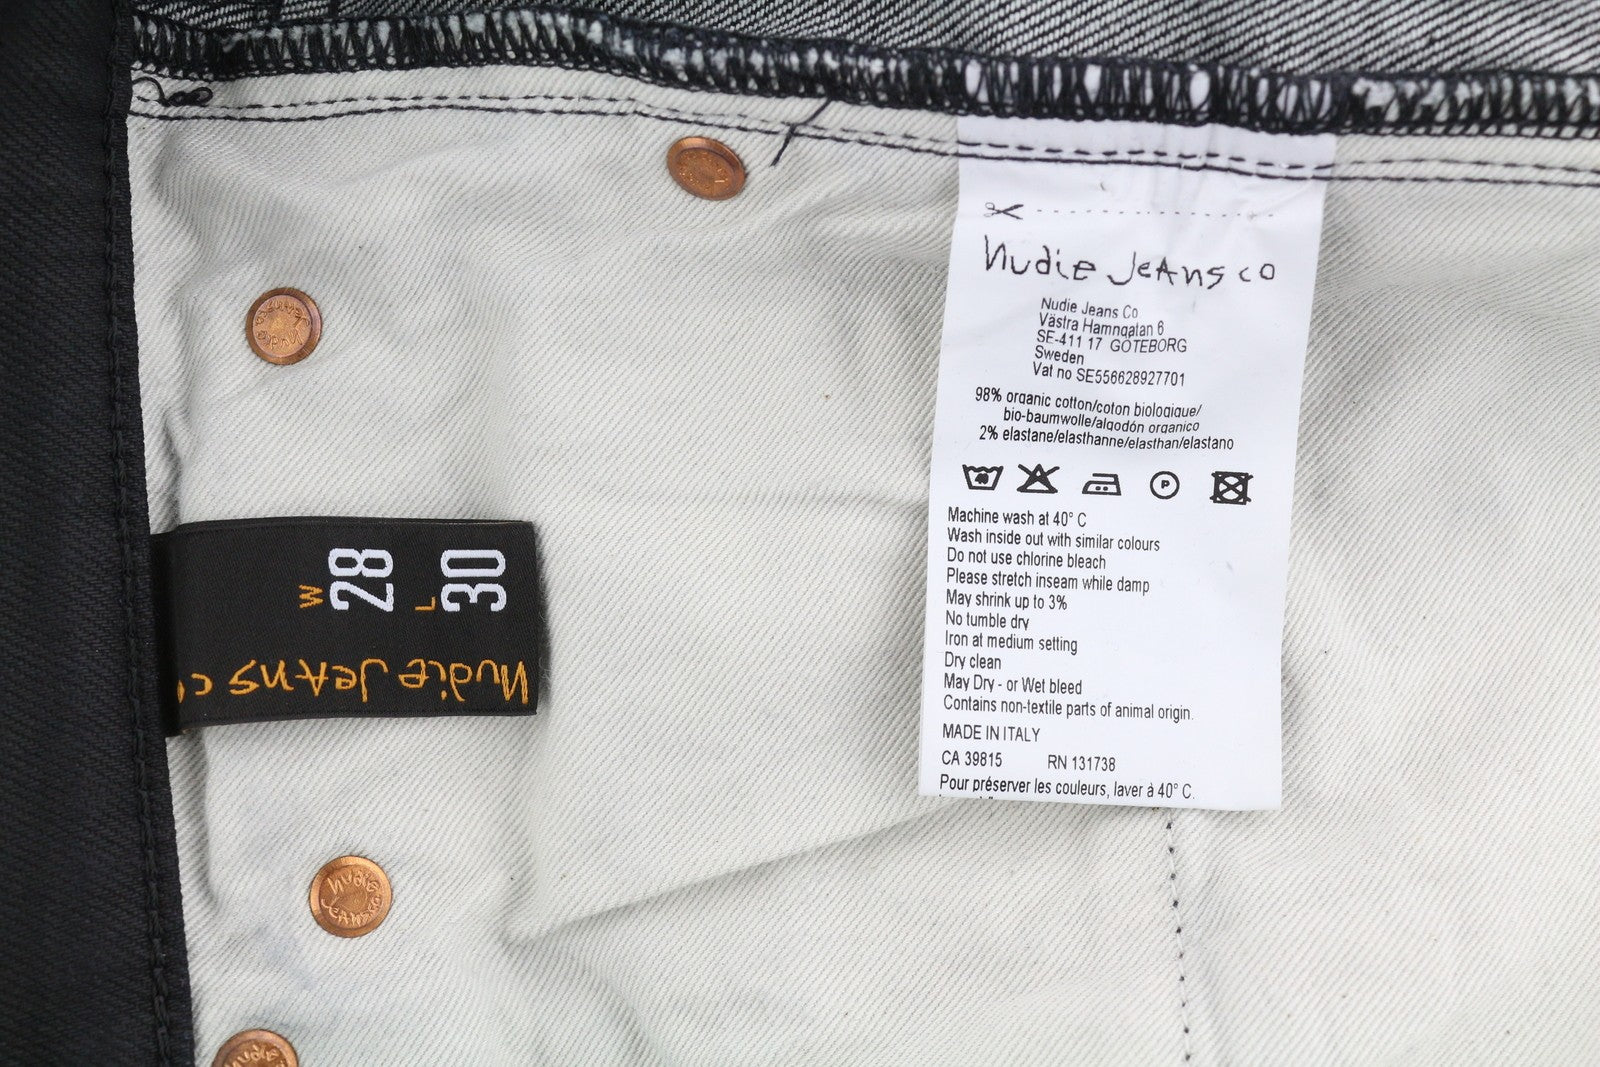 nudie Jeans
W 28
L 30
nudie Jeans c
nudie Jeans co
nudie
nudie Jeans co
Nudie Jeans Co
Västra Hamngatan 6
SE-411 17 GÖTEBORG
Sweden
Vat no SE556628927701
98% organic cotton/coton biologique/
bio-baumwolle/algodón organico
2% elastane/elasthanne/elasthan/elastano
40
P
Machine wash at 40° C
Wash inside out with similar colours
Do not use chlorine bleach
Please stretch inseam while damp
May shrink up to 3%
No tumble dry
Iron at medium setting
Dry clean
May Dry - or Wet bleed
Contains non-textile parts of animal origin.
MADE IN ITALY
CA 39815 RN 131738
Pour préserver les couleurs, laver à 40° C.